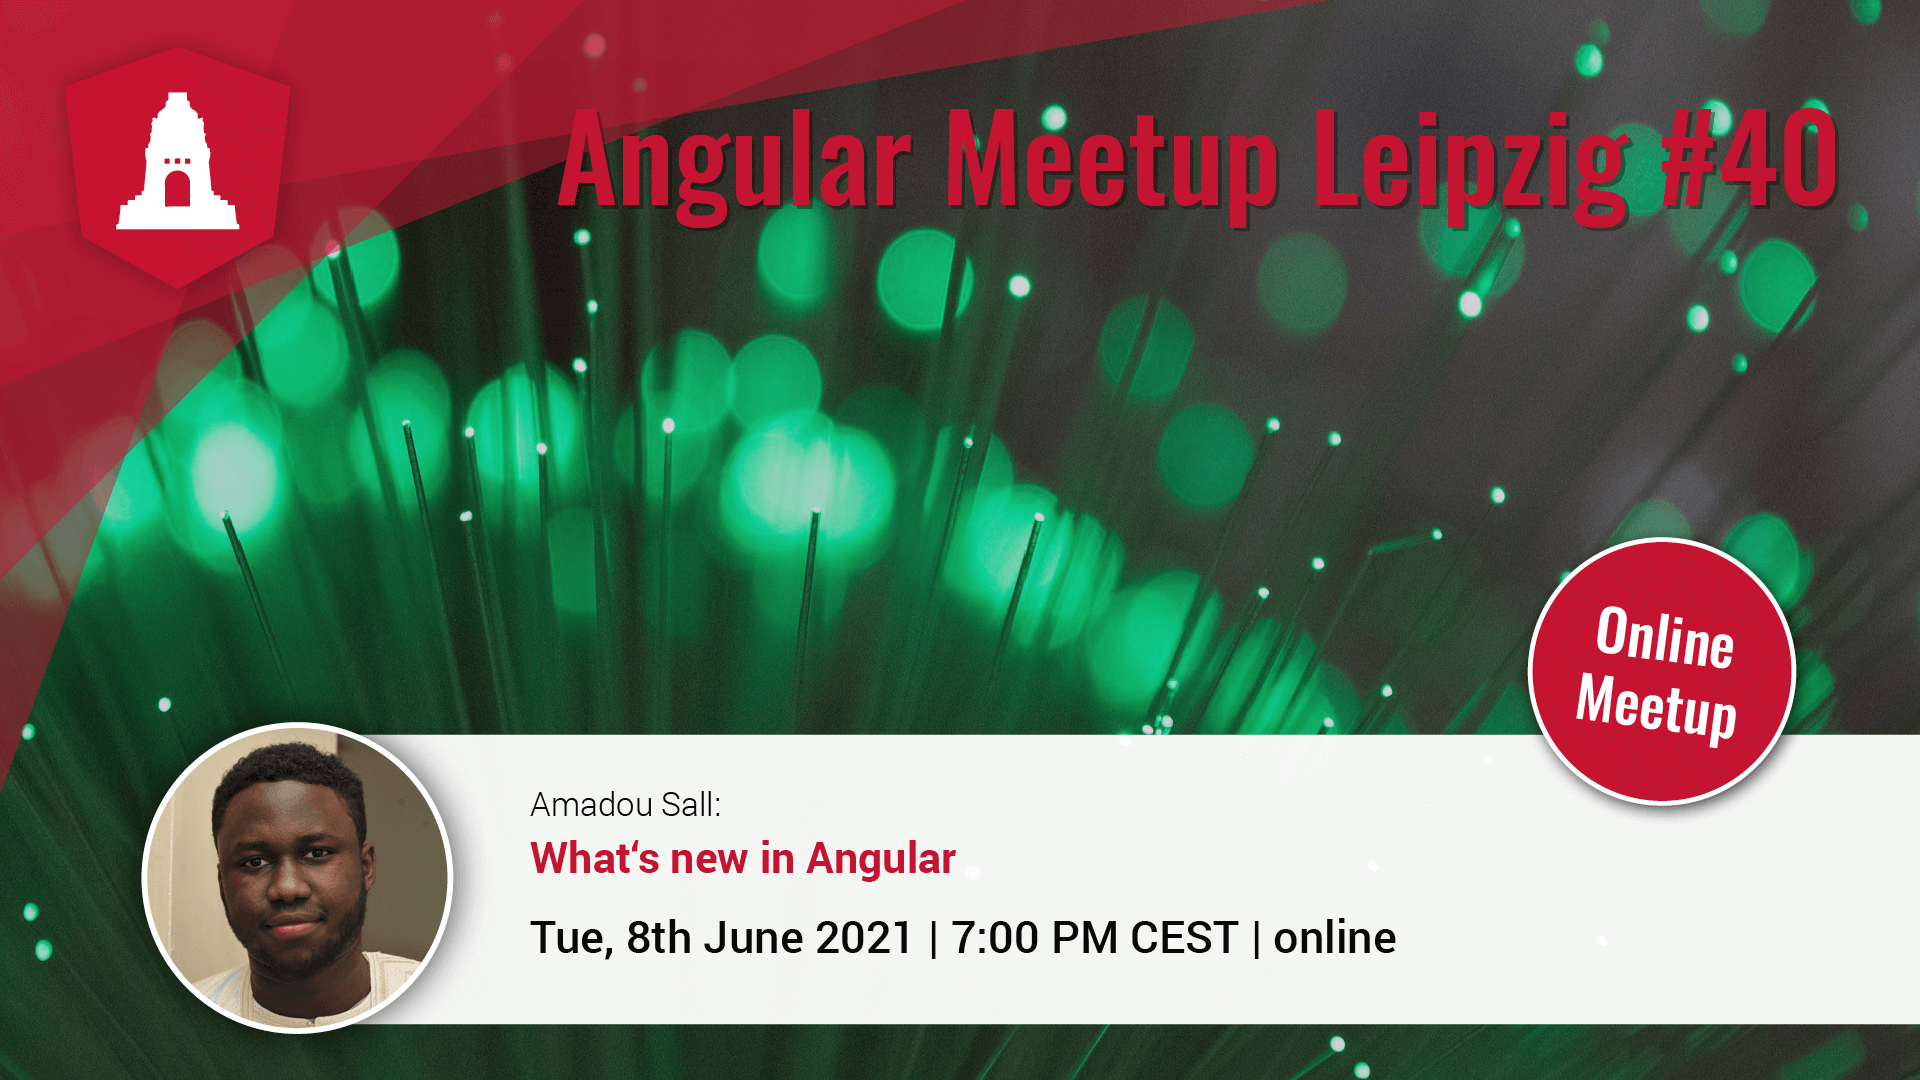 Angular Meetup Leipzig #40
Online
Meetup
Amadou Sall:
What‘s new in Angular
Tue, 8th June 2021 | 7:00 PM CEST | online